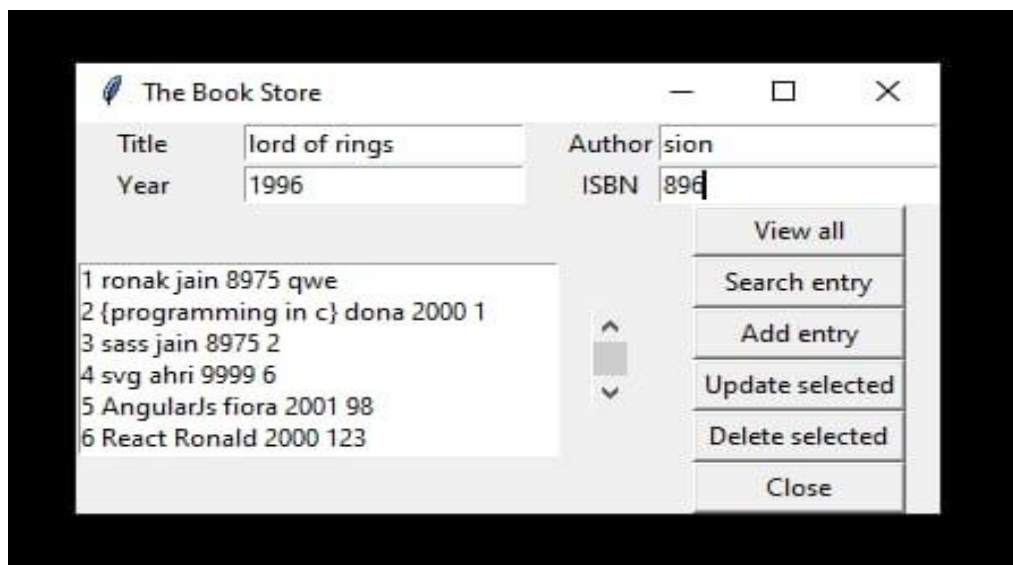 The Book Store
Title lord of rings Author sion
Year 1996 ISBN 896
View all
1 ronak jain 8975 qwe
Search entry
2 {programming in c} dona 2000 1
3 sass jain 8975 2
Add entry
4 svg ahri 9999 6
Update selected
5 AngularJs fiora 2001 98
6 React Ronald 2000 123
Delete selected
Close